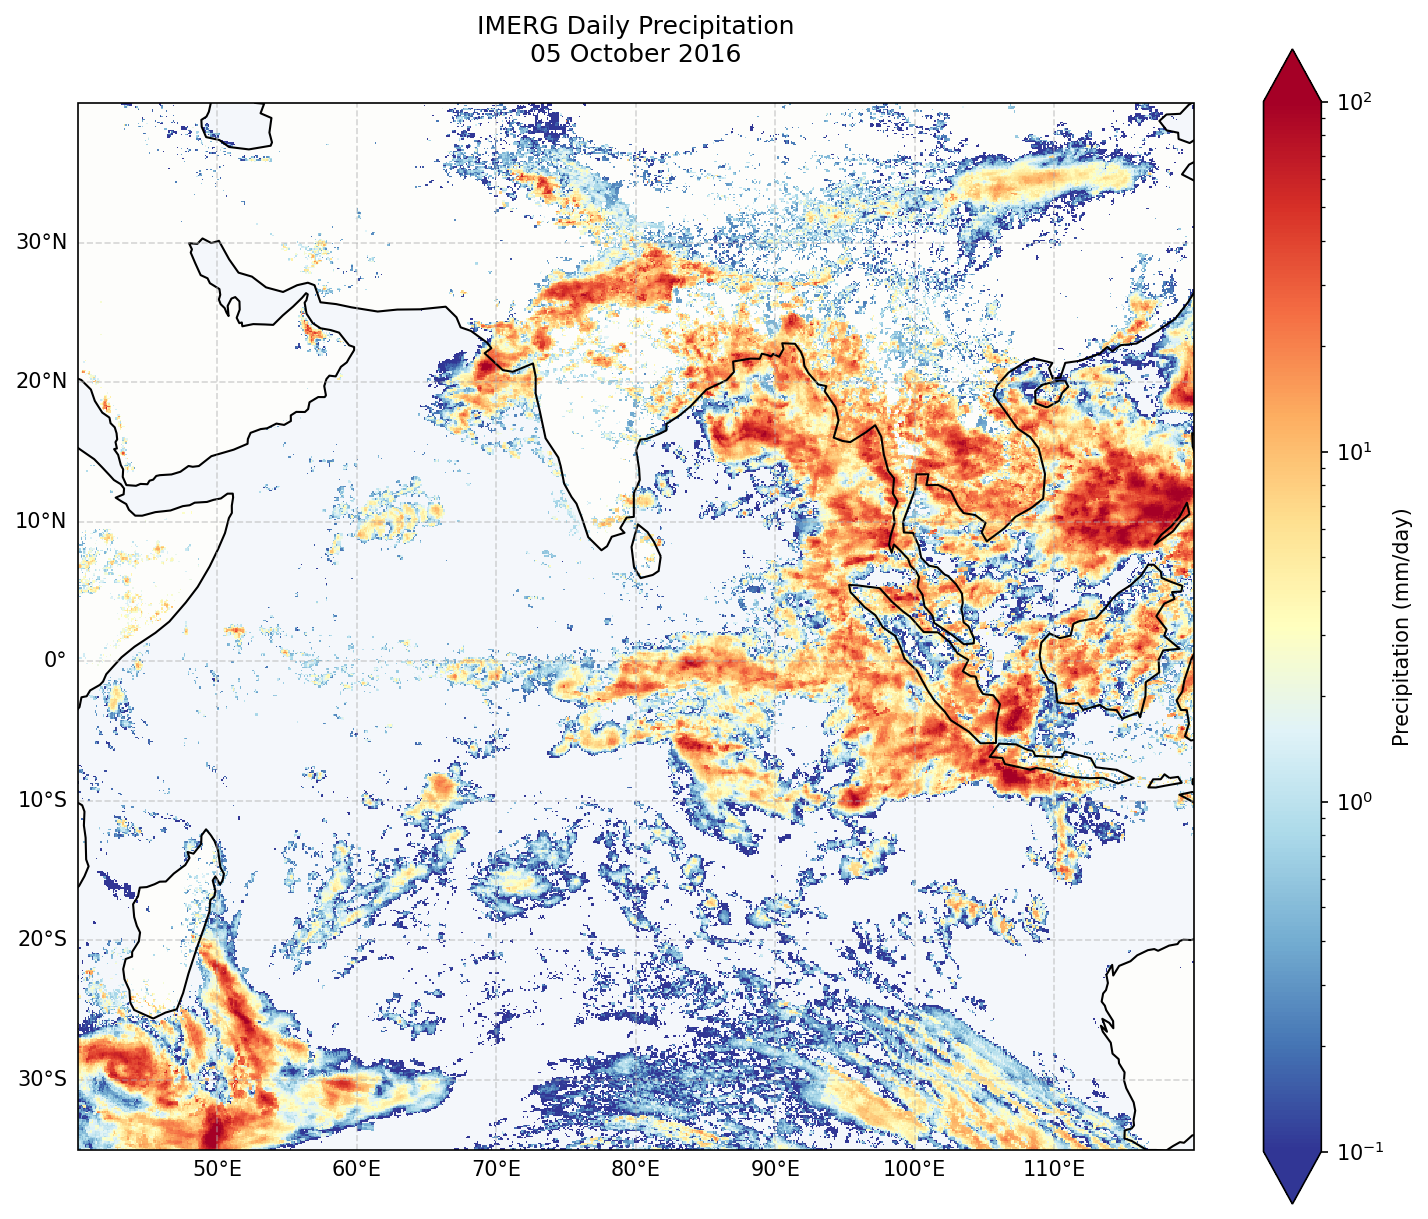 IMERG Daily Precipitation
05 October 2016
30°N
20°N
10°N
0°
10°S
20°S
30°S
50°E 60°E 70°E 80°E 90°E 100°E 110°E
10²
10¹
10⁰
10⁻¹
Precipitation (mm/day)